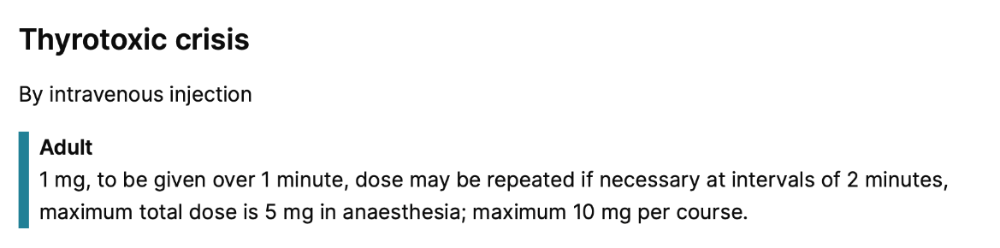 Thyrotoxic crisis
By intravenous injection
Adult
1 mg, to be given over 1 minute, dose may be repeated if necessary at intervals of 2 minutes,
maximum total dose is 5 mg in anaesthesia; maximum 10 mg per course.